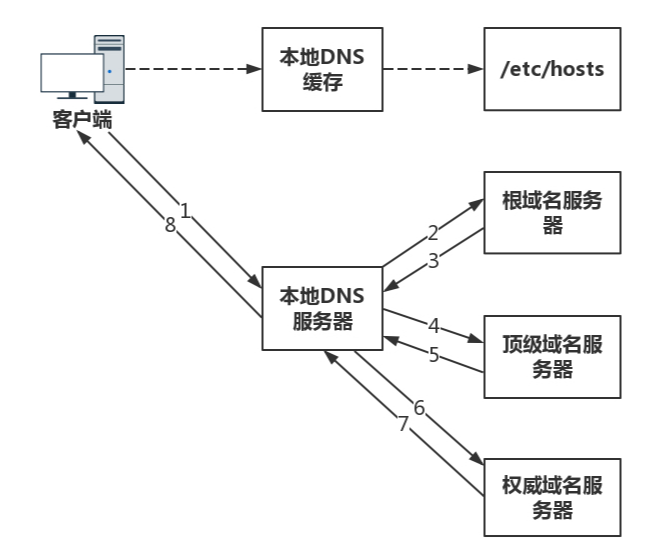 本地DNS
缓存
/etc/hosts
客户端
1
8
2
3
根域名服务
器
本地DNS
服务器
4
5
顶级域名服
务器
6
7
权威域名服
务器